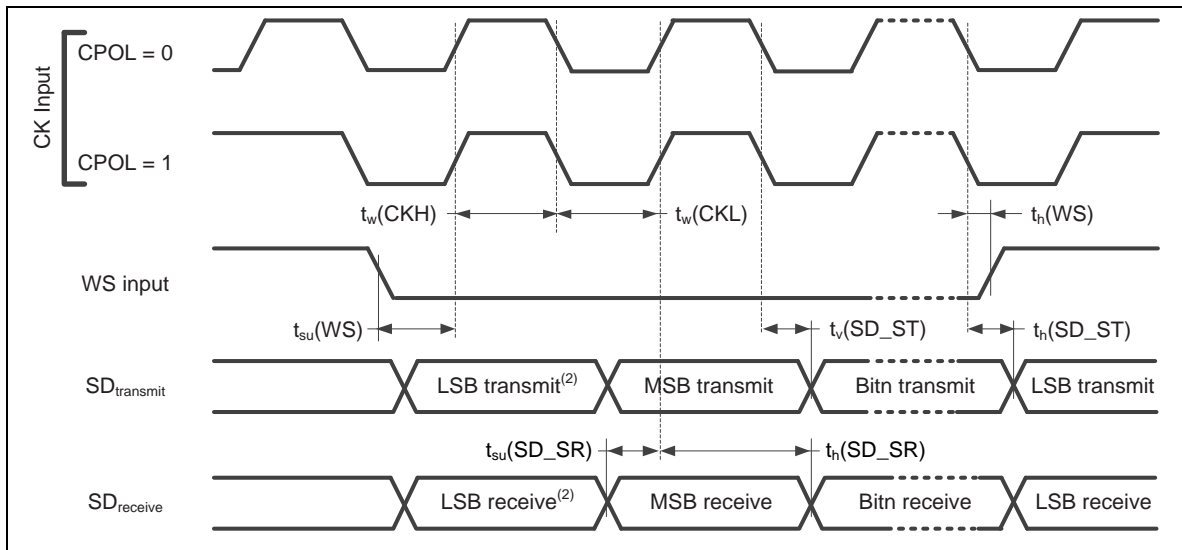 CK Input
CPOL = 0
CPOL = 1
tw(CKH)
tw(CKL)
th(WS)
WS input
tsu(WS)
tv(SD_ST)
th(SD_ST)
SDtransmit
LSB transmit(2)
MSB transmit
Bitn transmit
LSB transmit
tsu(SD_SR)
th(SD_SR)
SDreceive
LSB receive(2)
MSB receive
Bitn receive
LSB receive